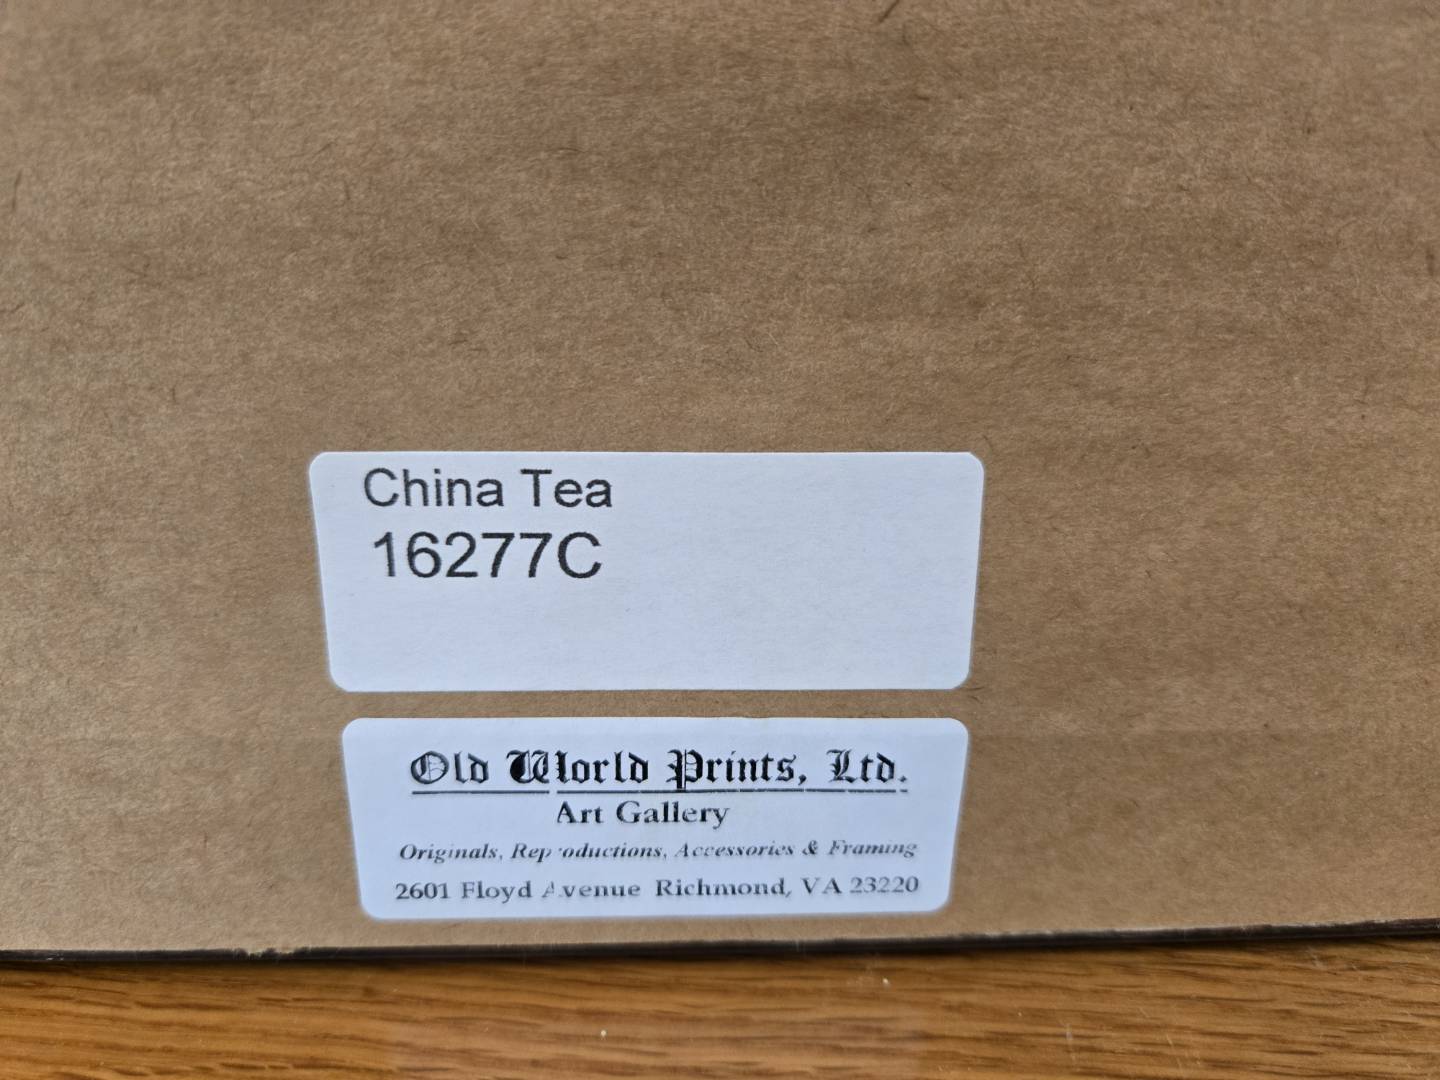 China Tea
16277C
Old World Prints, Ltd.
Art Gallery
Originals, Reproductions, Accessories & Framing
2601 Floyd Avenue Richmond, VA 23220